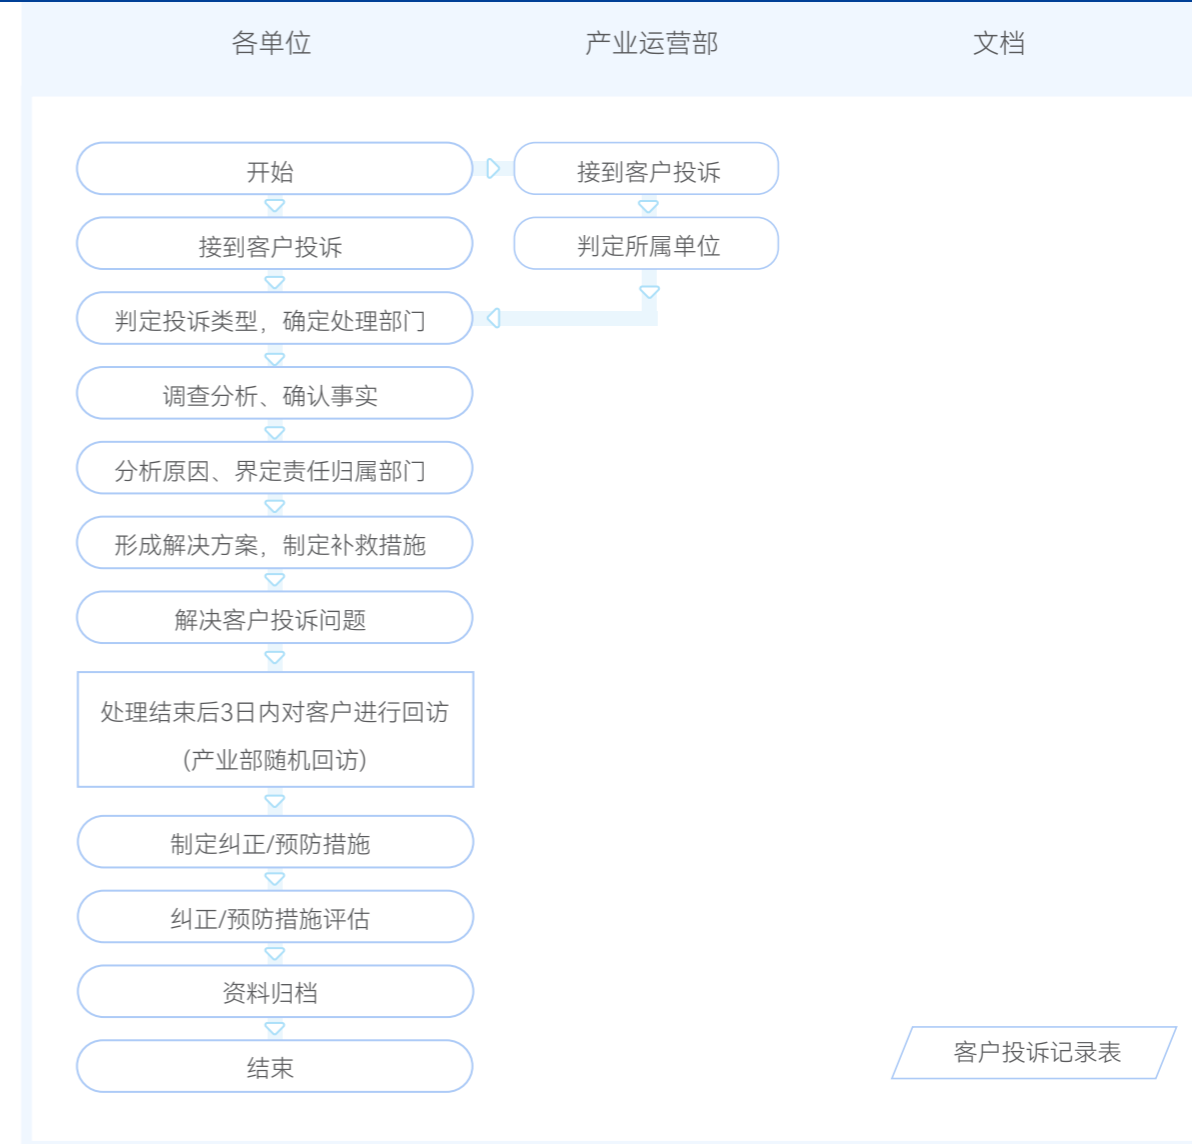 各单位
产业运营部
文档
开始
接到客户投诉
接到客户投诉
判定所属单位
判定投诉类型，确定处理部门
调查分析、确认事实
分析原因、界定责任归属部门
形成解决方案，制定补救措施
解决客户投诉问题
处理结束后3日内对客户进行回访
(产业部随机回访)
制定纠正/预防措施
纠正/预防措施评估
资料归档
客户投诉记录表
结束